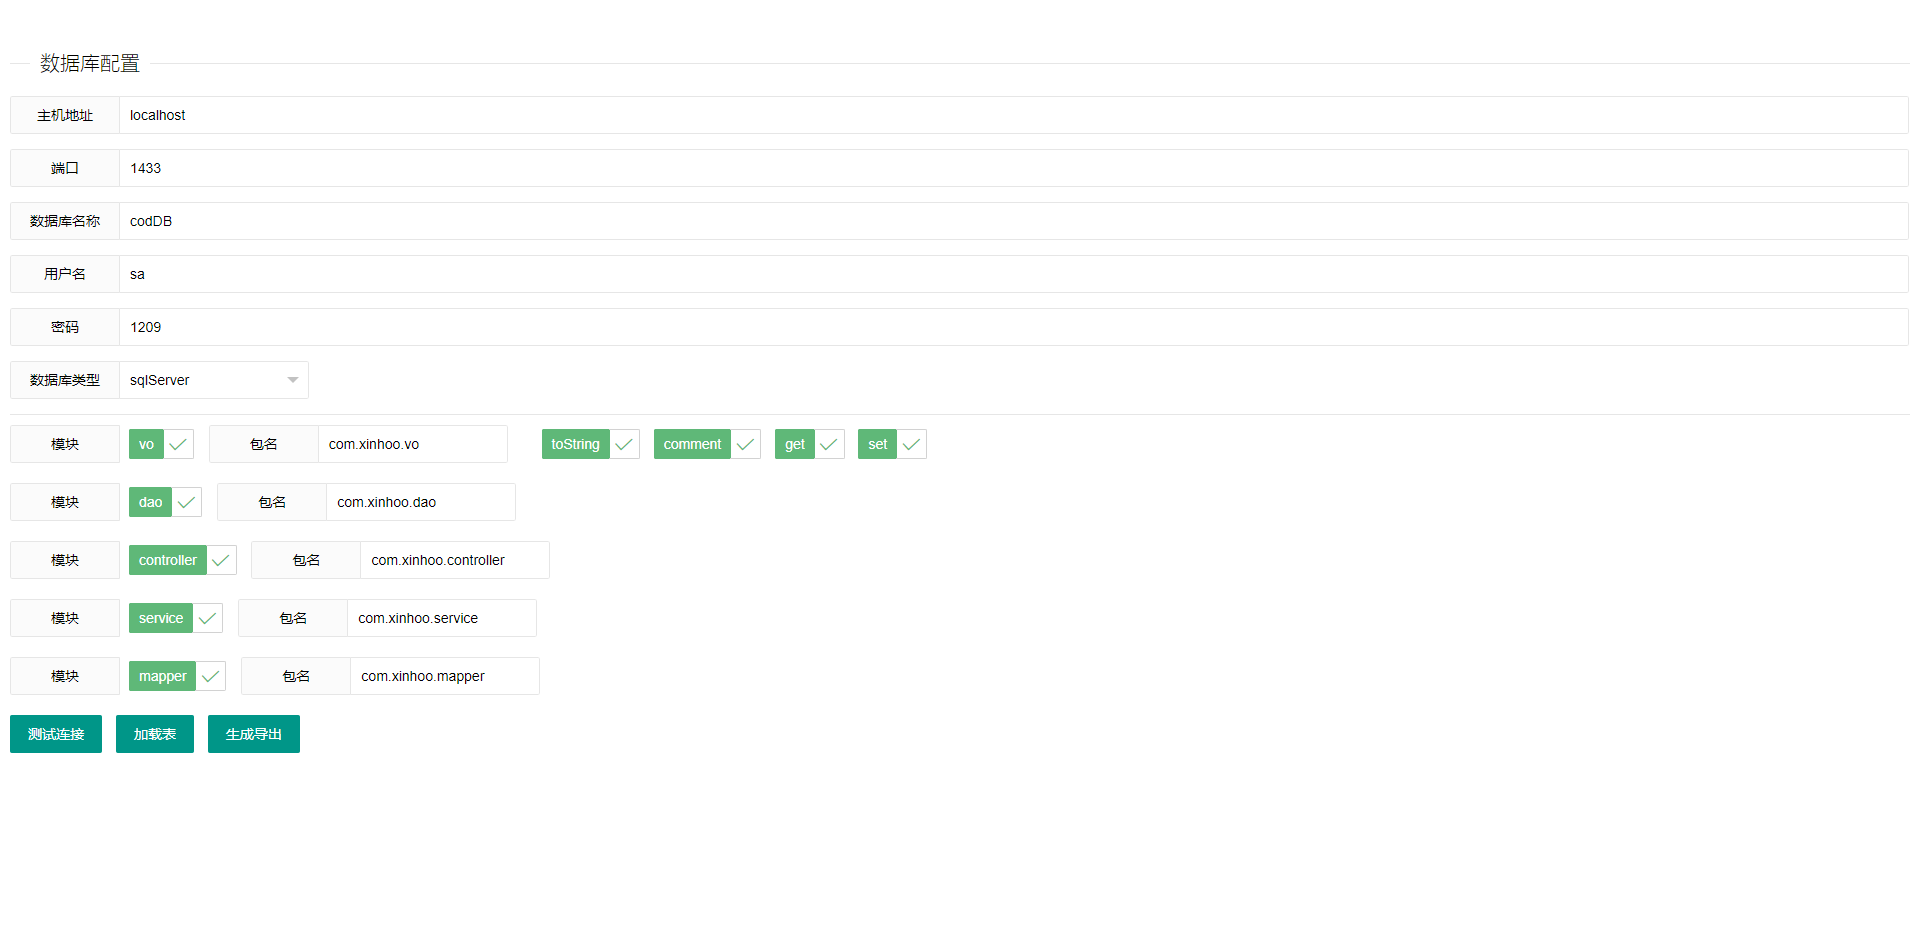 数据库配置
主机地址 localhost
端口 1433
数据库名称 codDB
用户名 sa
密码 1209
数据库类型 sqlServer
模块 vo 包名 com.xinhoo.vo toString comment get set
模块 dao 包名 com.xinhoo.dao
模块 controller 包名 com.xinhoo.controller
模块 service 包名 com.xinhoo.service
模块 mapper 包名 com.xinhoo.mapper
测试连接 加载表 生成导出